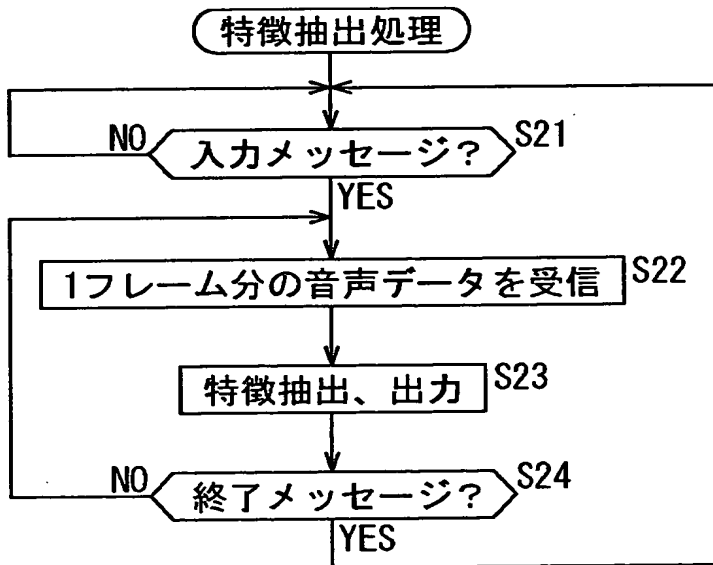 特徴抽出処理
NO
入力メッセージ?
S21
YES
1フレーム分の音声データを受信
S22
特徴抽出、出力
S23
NO
終了メッセージ?
S24
YES